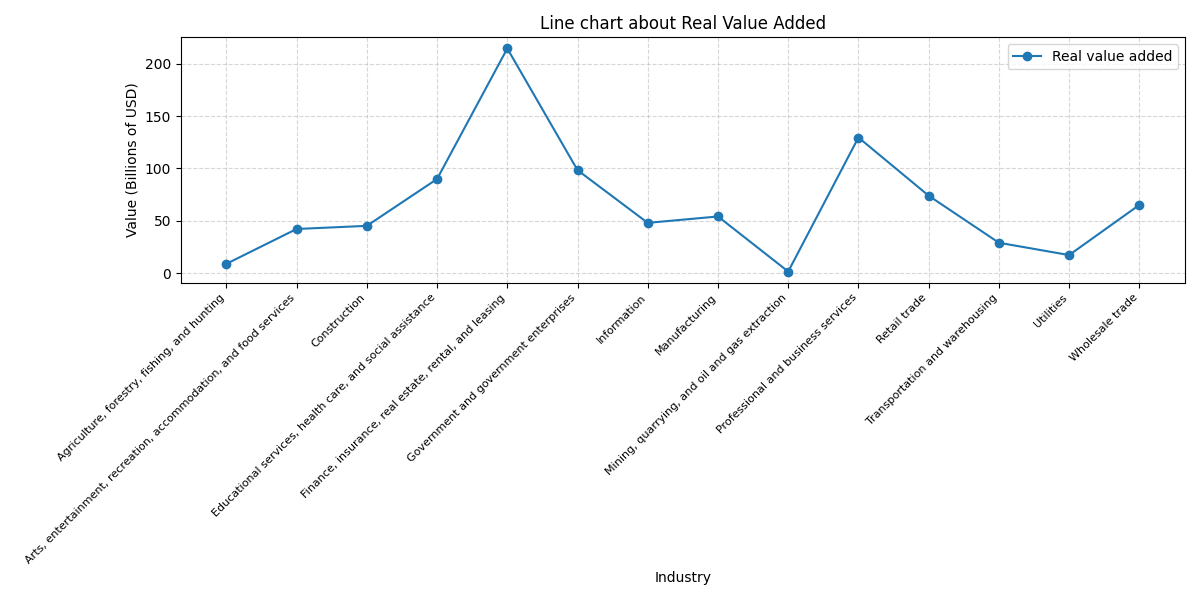 Line chart about Real Value Added
Real value added
Value (Billions of USD)
200
150
100
50
0
Agriculture, forestry, fishing, and hunting
Arts, entertainment, recreation, accommodation, and food services
Construction
Educational services, health care, and social assistance
Finance, insurance, real estate, rental, and leasing
Government and government enterprises
Information
Manufacturing
Mining, quarrying, and oil and gas extraction
Professional and business services
Retail trade
Transportation and warehousing
Utilities
Wholesale trade
Industry